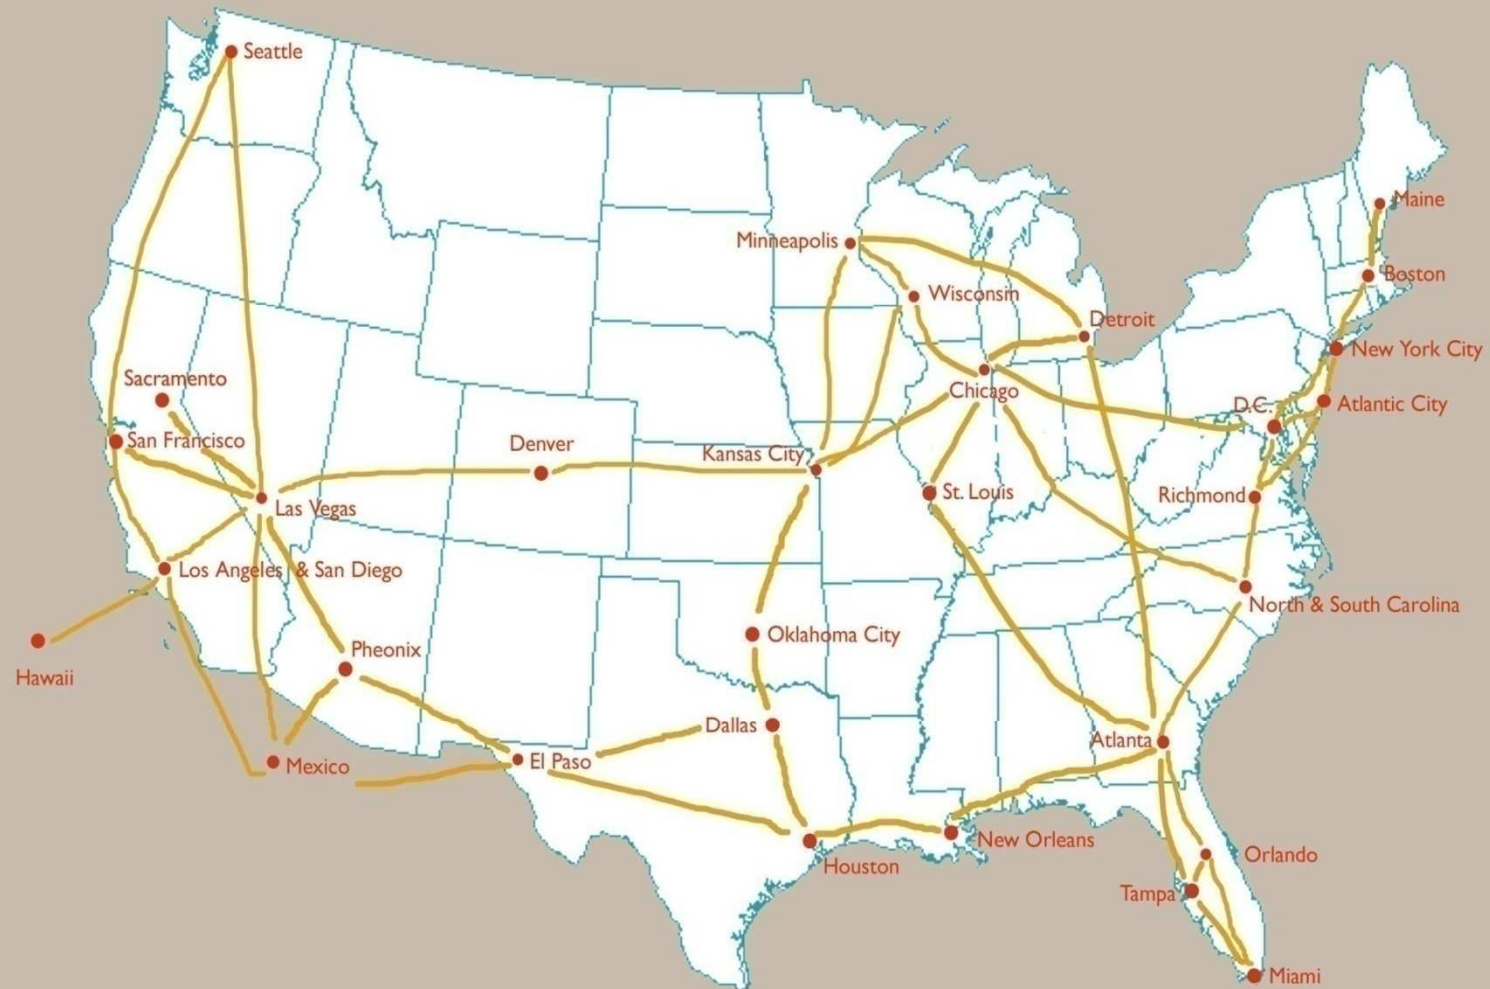 Seattle
Maine
Minneapolis
Boston
Wisconsin
Detroit
New York City
Sacramento
Chicago
D.C.
Atlantic City
San Francisco
Denver
Kansas City
St. Louis
Richmond
Las Vegas
Los Angeles & San Diego
North & South Carolina
Oklahoma City
Pheonix
Hawaii
Dallas
Atlanta
El Paso
Mexico
New Orleans
Houston
Orlando
Tampa
Miami